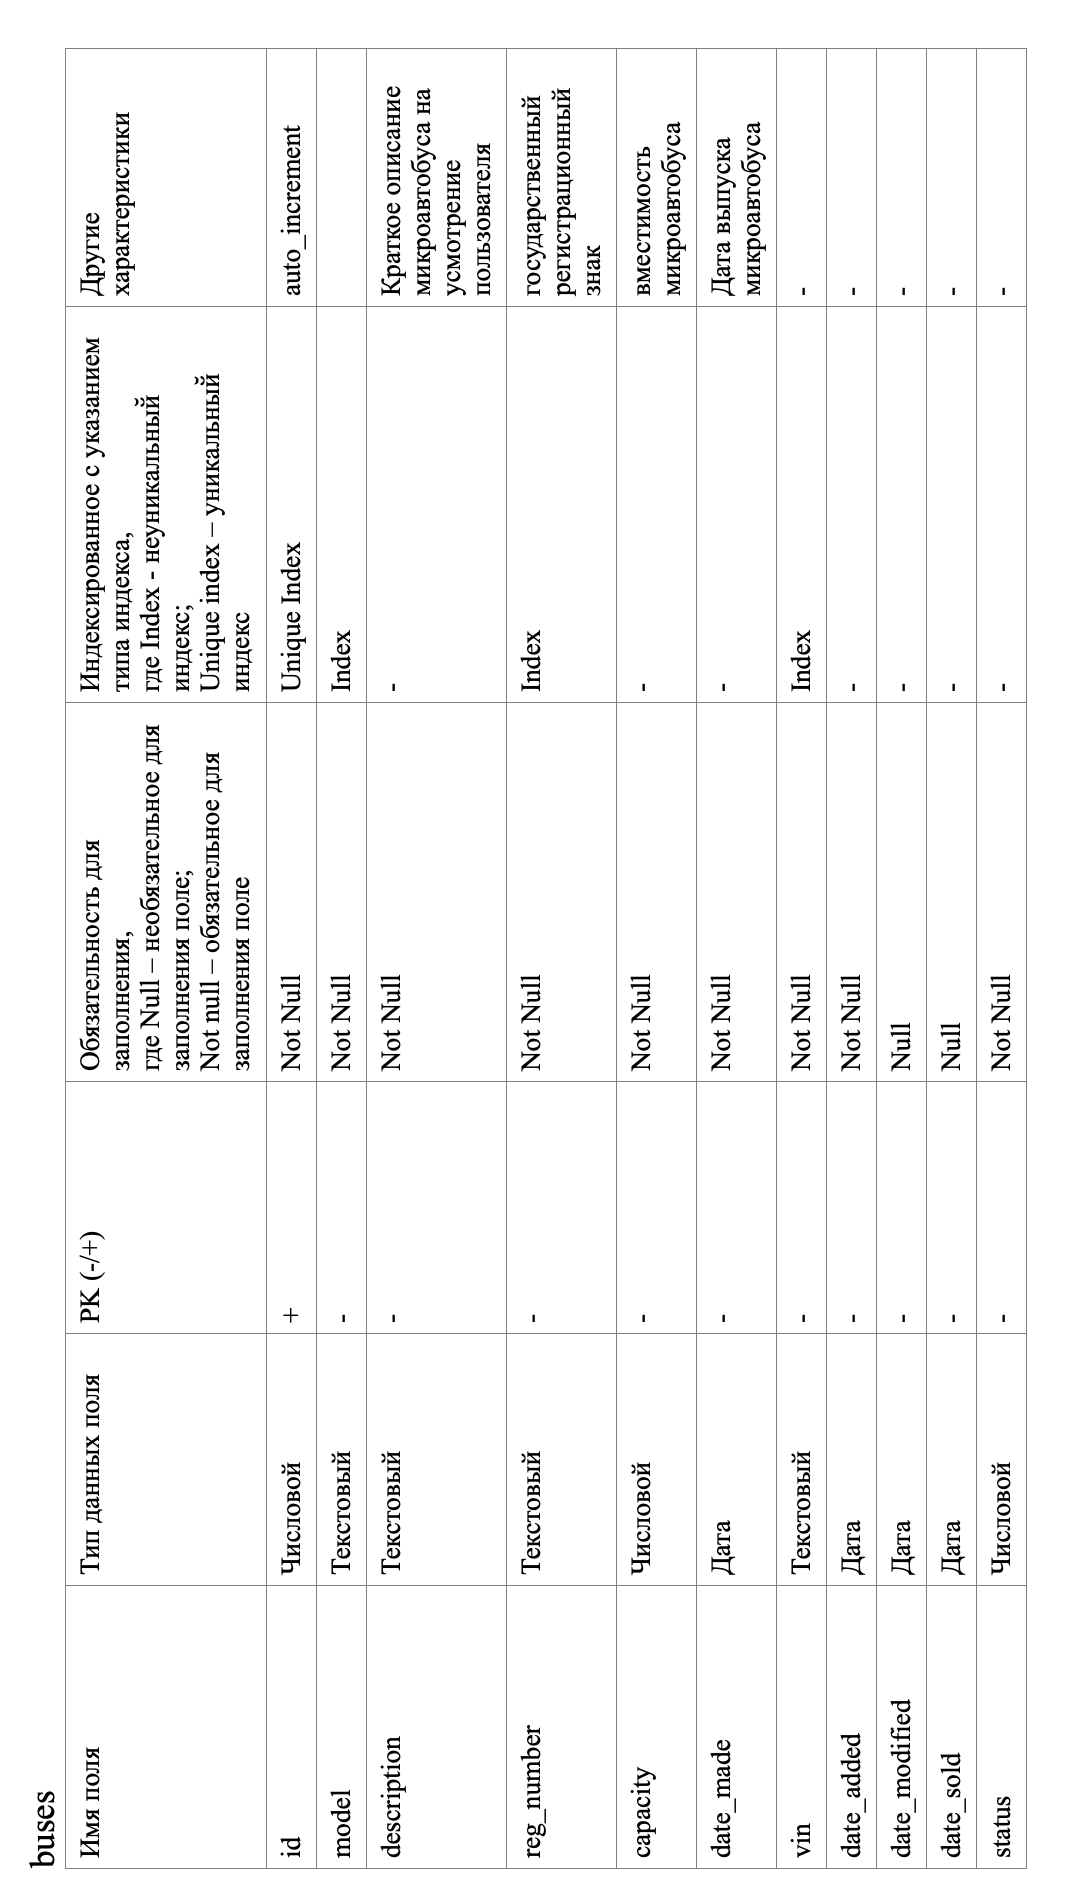 buses
Имя поля
Тип данных поля
PK (-/+)
Обязательность для
заполнения,
где Null – необязательное для
заполнения поле;
Not null – обязательное для
заполнения поле
Индексированное с указанием
типа индекса,
где Index - неуникальный
индекс;
Unique index – уникальный
индекс
Другие
характеристики
id
Числовой
+
Not Null
Unique Index
auto_increment
model
Текстовый
-
Not Null
Index
description
Текстовый
-
Not Null
-
Краткое описание
микроавтобуса на
усмотрение
пользователя
reg_number
Текстовый
-
Not Null
Index
государственный
регистрационный
знак
capacity
Числовой
-
Not Null
-
вместимость
микроавтобуса
date_made
Дата
-
Not Null
-
Дата выпуска
микроавтобуса
vin
Текстовый
-
Not Null
Index
-
date_added
Дата
-
Not Null
-
-
date_modified
Дата
-
Null
-
-
date_sold
Дата
-
Null
-
-
status
Числовой
-
Not Null
-
-